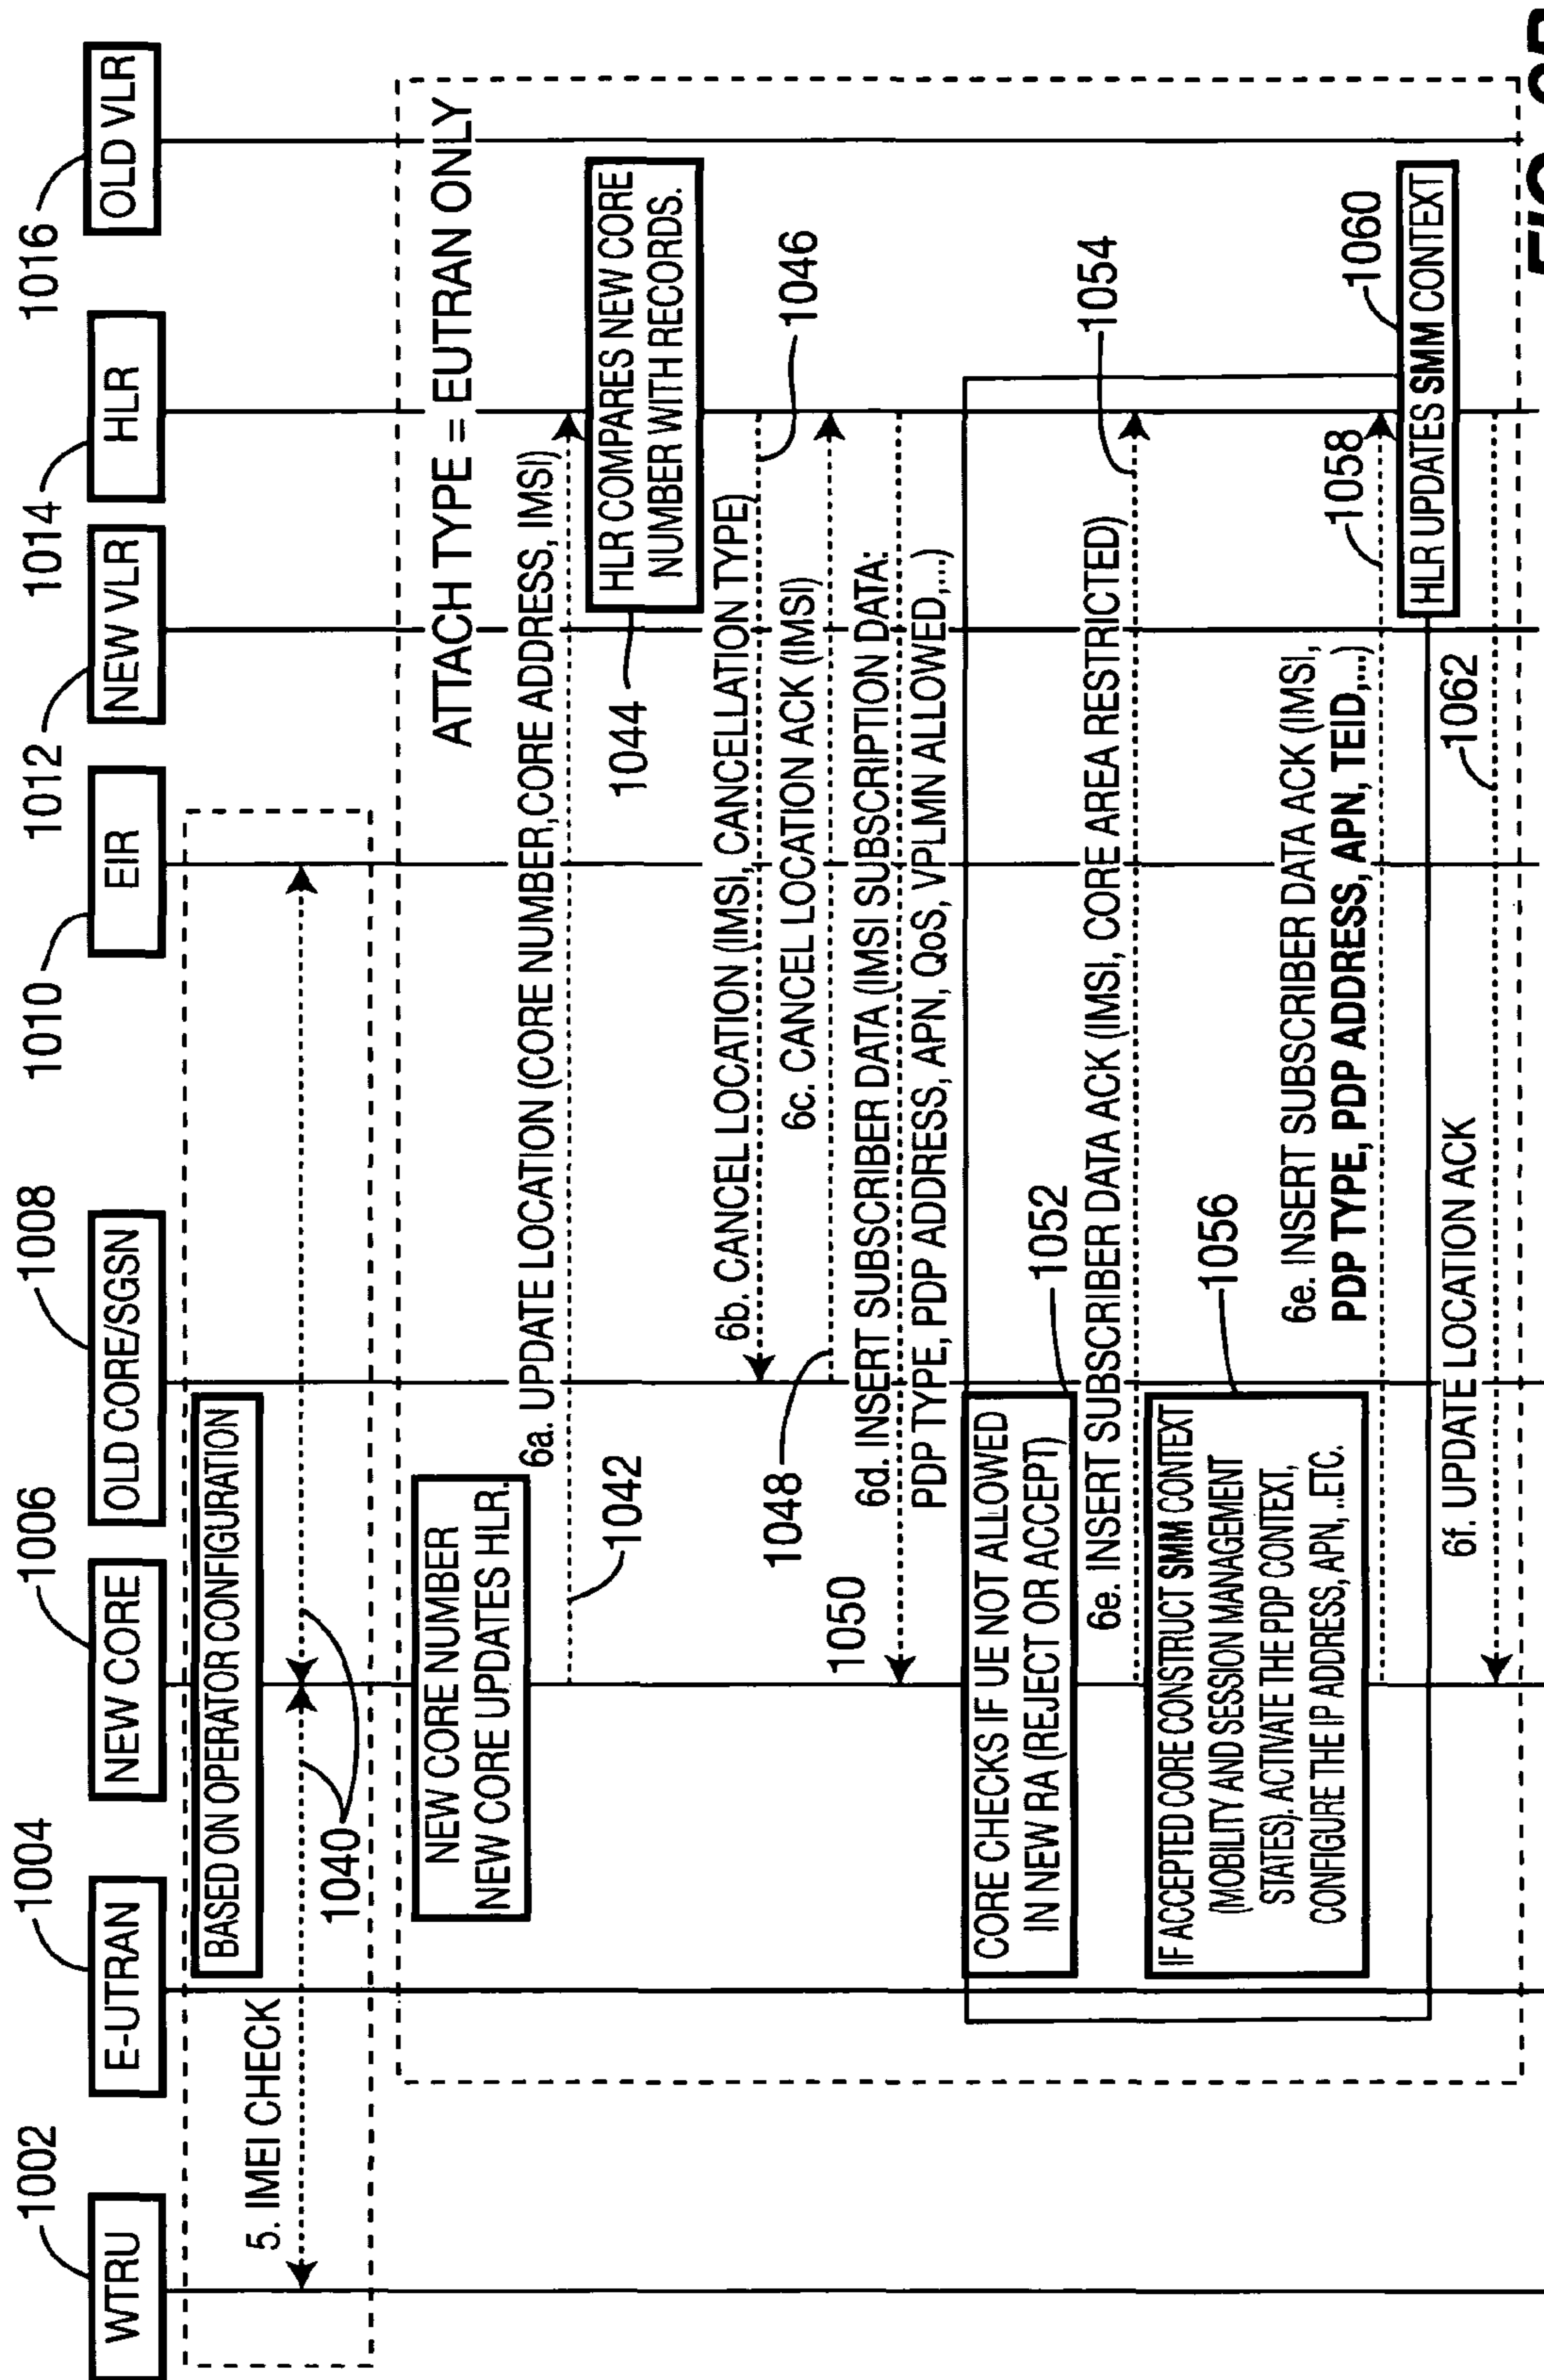 1002
1004
1006
1008
1010
1012
1014
1016
WTRU
E-UTRAN
NEW CORE
OLD CORE/SGSN
EIR
NEW VLR
HLR
OLD VLR
BASED ON OPERATOR CONFIGURATION
5. IMEI CHECK
1040
ATTACH TYPE = EUTRAN ONLY
NEW CORE NUMBER
NEW CORE UPDATES HLR.
6a. UPDATE LOCATION (CORE NUMBER,CORE ADDRESS, IMSI)
1042
HLR COMPARES NEW CORE
NUMBER WITH RECORDS.
1044
6b. CANCEL LOCATION (IMSI, CANCELLATION TYPE)
1046
6c. CANCEL LOCATION ACK (IMSI)
1048
6d. INSERT SUBSCRIBER DATA (IMSI SUBSCRIPTION DATA:
PDP TYPE, PDP ADDRESS, APN, QoS, VPLMN ALLOWED,...)
1050
CORE CHECKS IF UE NOT ALLOWED
IN NEW RA (REJECT OR ACCEPT)
1052
6e. INSERT SUBSCRIBER DATA ACK (IMSI, CORE AREA RESTRICTED)
1054
IF ACCEPTED CORE CONSTRUCT SMM CONTEXT
(MOBILITY AND SESSION MANAGEMENT
STATES). ACTIVATE THE PDP CONTEXT,
CONFIGURE THE IP ADDRESS, APN, ..ETC.
1056
6e. INSERT SUBSCRIBER DATA ACK (IMSI,
PDP TYPE, PDP ADDRESS, APN, TEID,...)
1058
HLR UPDATES SMM CONTEXT
1060
6f. UPDATE LOCATION ACK
1062